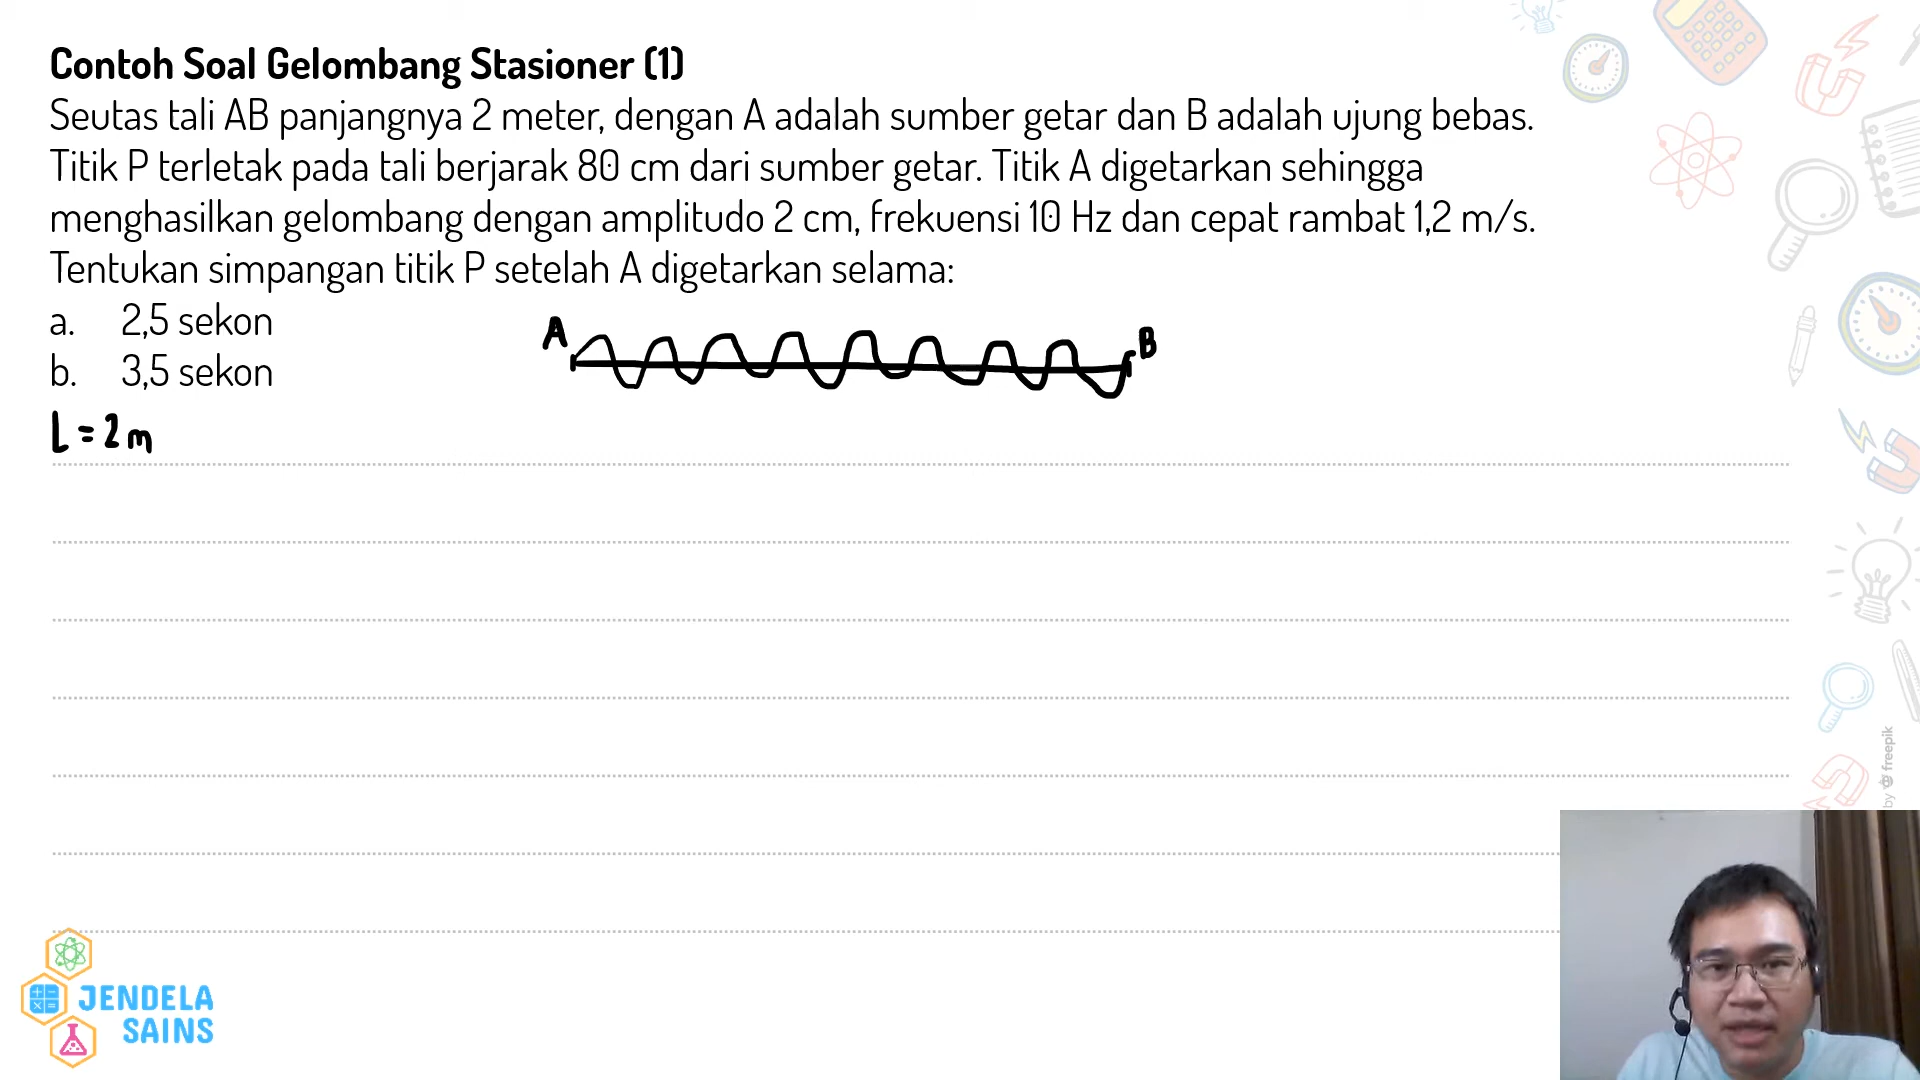 Contoh Soal Gelombang Stasioner (1)
Seutas tali AB panjangnya 2 meter, dengan A adalah sumber getar dan B adalah ujung bebas.
Titik P terletak pada tali berjarak 80 cm dari sumber getar. Titik A digetarkan sehingga
menghasilkan gelombang dengan amplitudo 2 cm, frekuensi 10 Hz dan cepat rambat 1,2 m/s.
Tentukan simpangan titik P setelah A digetarkan selama:
a. 2,5 sekon
b. 3,5 sekon
A B
L = 2 m
by freepik
JENDELA
SAINS